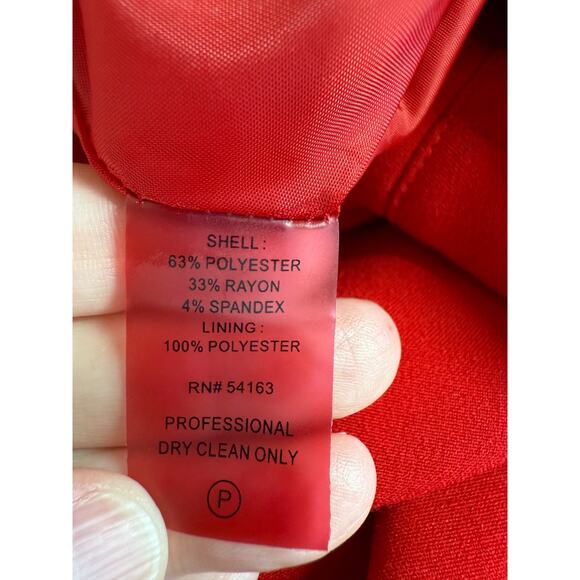 SHELL :
63% POLYESTER
33% RAYON
4% SPANDEX
LINING :
100% POLYESTER
RN# 54163
PROFESSIONAL
DRY CLEAN ONLY
P